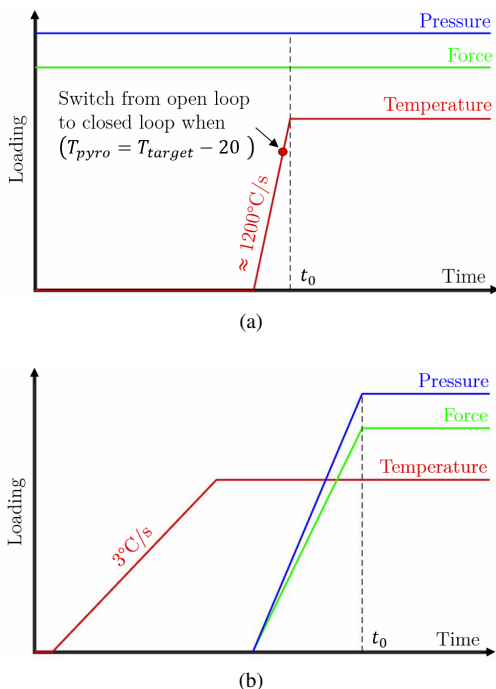 Pressure
Force
Switch from open loop
to closed loop when
(T_pyro = T_target − 20 )
Temperature
Loading
≈ 1200°C/s
t_0
Time
(a)
Pressure
Force
Temperature
Loading
3°C/s
t_0
Time
(b)